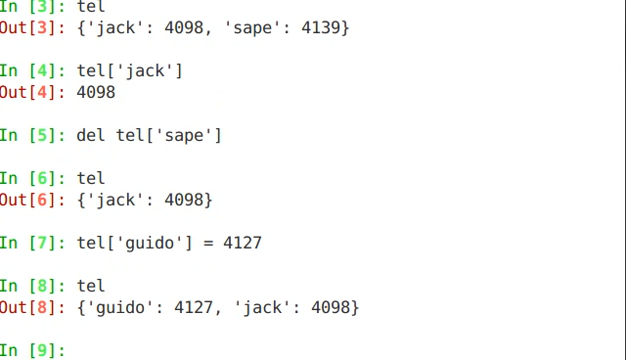 In [3]: tel
Out[3]: {'jack': 4098, 'sape': 4139}
In [4]: tel['jack']
Out[4]: 4098
In [5]: del tel['sape']
In [6]: tel
Out[6]: {'jack': 4098}
In [7]: tel['guido'] = 4127
In [8]: tel
Out[8]: {'guido': 4127, 'jack': 4098}
In [9]: